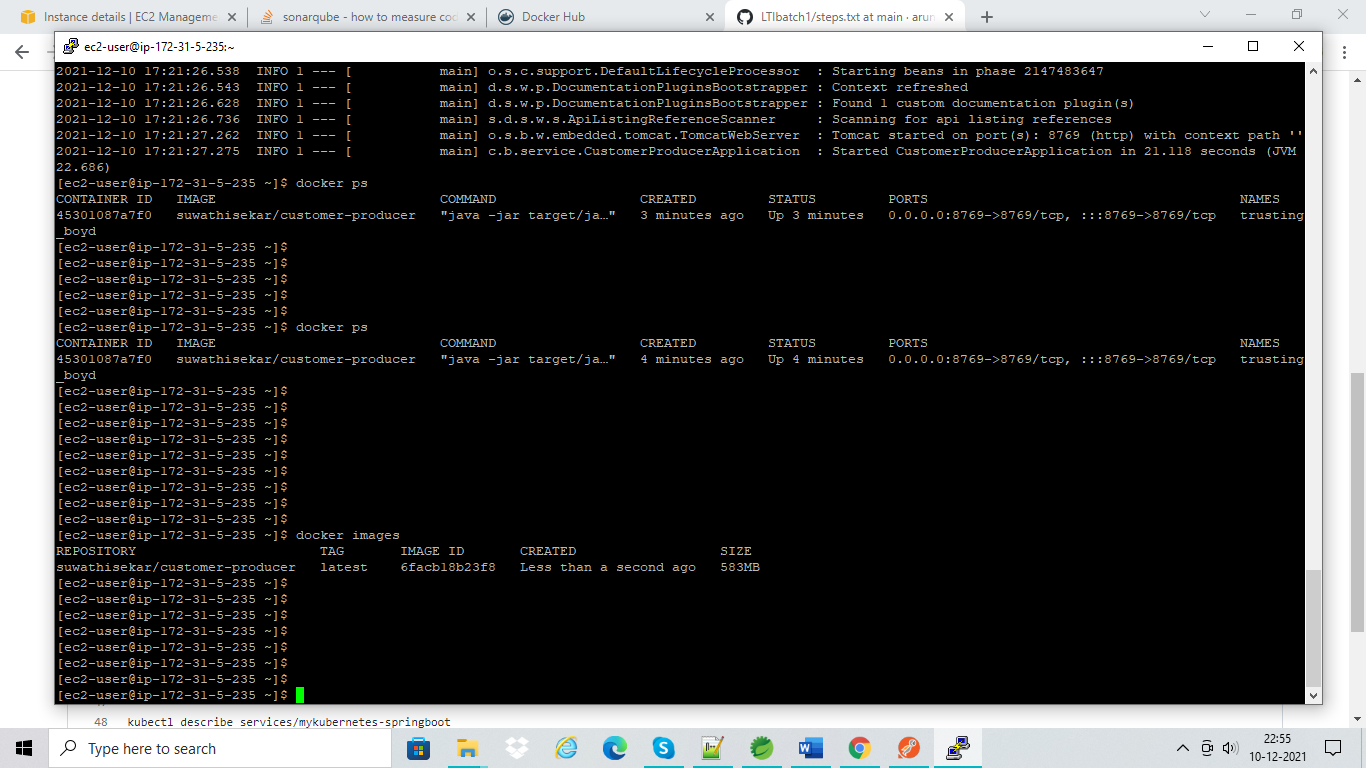 Instance details | EC2 Manageme
sonarqube - how to measure cod
Docker Hub
LTIbatch1/steps.txt at main · arun
ec2-user@ip-172-31-5-235:~
2021-12-10 17:21:26.538  INFO 1 --- [           main] o.s.c.support.DefaultLifecycleProcessor  : Starting beans in phase 2147483647
2021-12-10 17:21:26.543  INFO 1 --- [           main] d.s.w.p.DocumentationPluginsBootstrapper : Context refreshed
2021-12-10 17:21:26.628  INFO 1 --- [           main] d.s.w.p.DocumentationPluginsBootstrapper : Found 1 custom documentation plugin(s)
2021-12-10 17:21:26.736  INFO 1 --- [           main] s.d.s.w.s.ApiListingReferenceScanner     : Scanning for api listing references
2021-12-10 17:21:27.262  INFO 1 --- [           main] o.s.b.w.embedded.tomcat.TomcatWebServer  : Tomcat started on port(s): 8769 (http) with context path ''
2021-12-10 17:21:27.275  INFO 1 --- [           main] c.b.service.CustomerProducerApplication  : Started CustomerProducerApplication in 21.118 seconds (JVM
22.686)
[ec2-user@ip-172-31-5-235 ~]$ docker ps
CONTAINER ID   IMAGE                            COMMAND                  CREATED         STATUS         PORTS                                       NAMES
45301087a7f0   suwathisekar/customer-producer   "java -jar target/ja…"   3 minutes ago   Up 3 minutes   0.0.0.0:8769->8769/tcp, :::8769->8769/tcp   trusting
_boyd
[ec2-user@ip-172-31-5-235 ~]$
[ec2-user@ip-172-31-5-235 ~]$
[ec2-user@ip-172-31-5-235 ~]$
[ec2-user@ip-172-31-5-235 ~]$
[ec2-user@ip-172-31-5-235 ~]$
[ec2-user@ip-172-31-5-235 ~]$ docker ps
CONTAINER ID   IMAGE                            COMMAND                  CREATED         STATUS         PORTS                                       NAMES
45301087a7f0   suwathisekar/customer-producer   "java -jar target/ja…"   4 minutes ago   Up 4 minutes   0.0.0.0:8769->8769/tcp, :::8769->8769/tcp   trusting
_boyd
[ec2-user@ip-172-31-5-235 ~]$
[ec2-user@ip-172-31-5-235 ~]$
[ec2-user@ip-172-31-5-235 ~]$
[ec2-user@ip-172-31-5-235 ~]$
[ec2-user@ip-172-31-5-235 ~]$
[ec2-user@ip-172-31-5-235 ~]$
[ec2-user@ip-172-31-5-235 ~]$
[ec2-user@ip-172-31-5-235 ~]$
[ec2-user@ip-172-31-5-235 ~]$
[ec2-user@ip-172-31-5-235 ~]$ docker images
REPOSITORY                       TAG       IMAGE ID       CREATED                  SIZE
suwathisekar/customer-producer   latest    6facb18b23f8   Less than a second ago   583MB
[ec2-user@ip-172-31-5-235 ~]$
[ec2-user@ip-172-31-5-235 ~]$
[ec2-user@ip-172-31-5-235 ~]$
[ec2-user@ip-172-31-5-235 ~]$
[ec2-user@ip-172-31-5-235 ~]$
[ec2-user@ip-172-31-5-235 ~]$
[ec2-user@ip-172-31-5-235 ~]$
[ec2-user@ip-172-31-5-235 ~]$
48 kubectl describe services/mykubernetes-springboot
Type here to search
22:55
10-12-2021